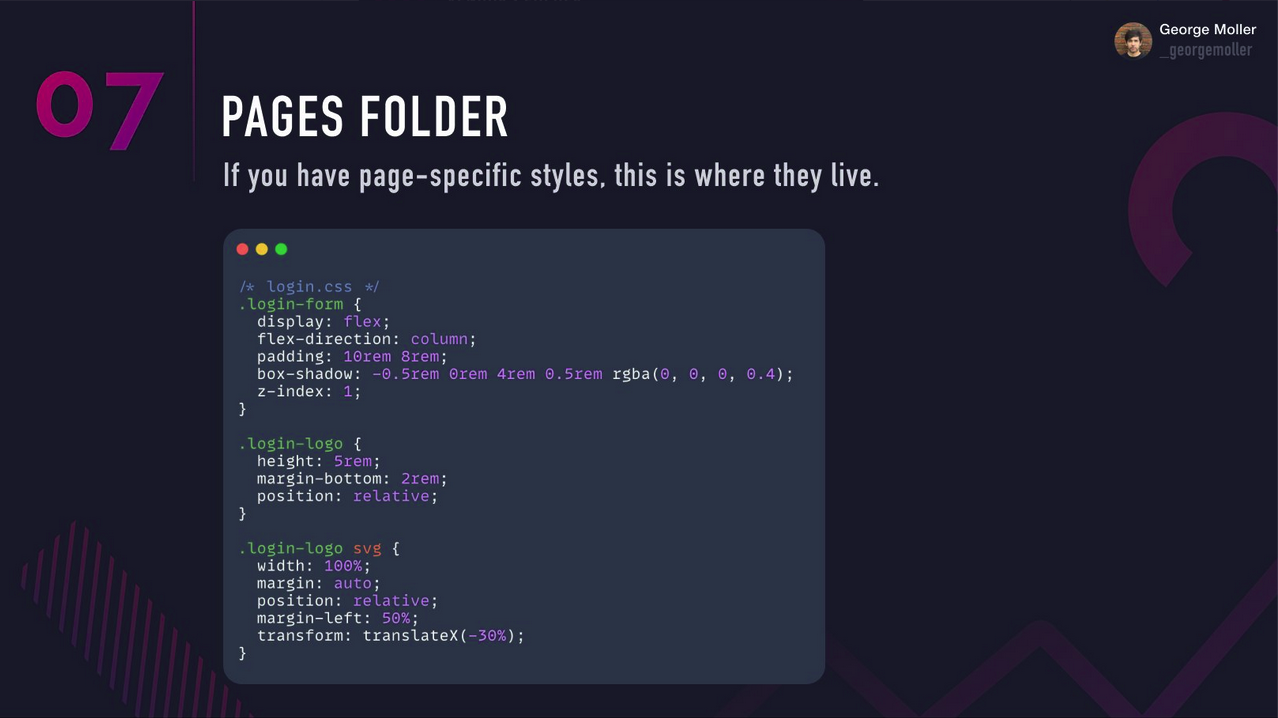 George Moller
_georgemoller
07
PAGES FOLDER
If you have page-specific styles, this is where they live.
/* login.css */
.login-form {
  display: flex;
  flex-direction: column;
  padding: 10rem 8rem;
  box-shadow: -0.5rem 0rem 4rem 0.5rem rgba(0, 0, 0, 0.4);
  z-index: 1;
}

.login-logo {
  height: 5rem;
  margin-bottom: 2rem;
  position: relative;
}

.login-logo svg {
  width: 100%;
  margin: auto;
  position: relative;
  margin-left: 50%;
  transform: translateX(-30%);
}